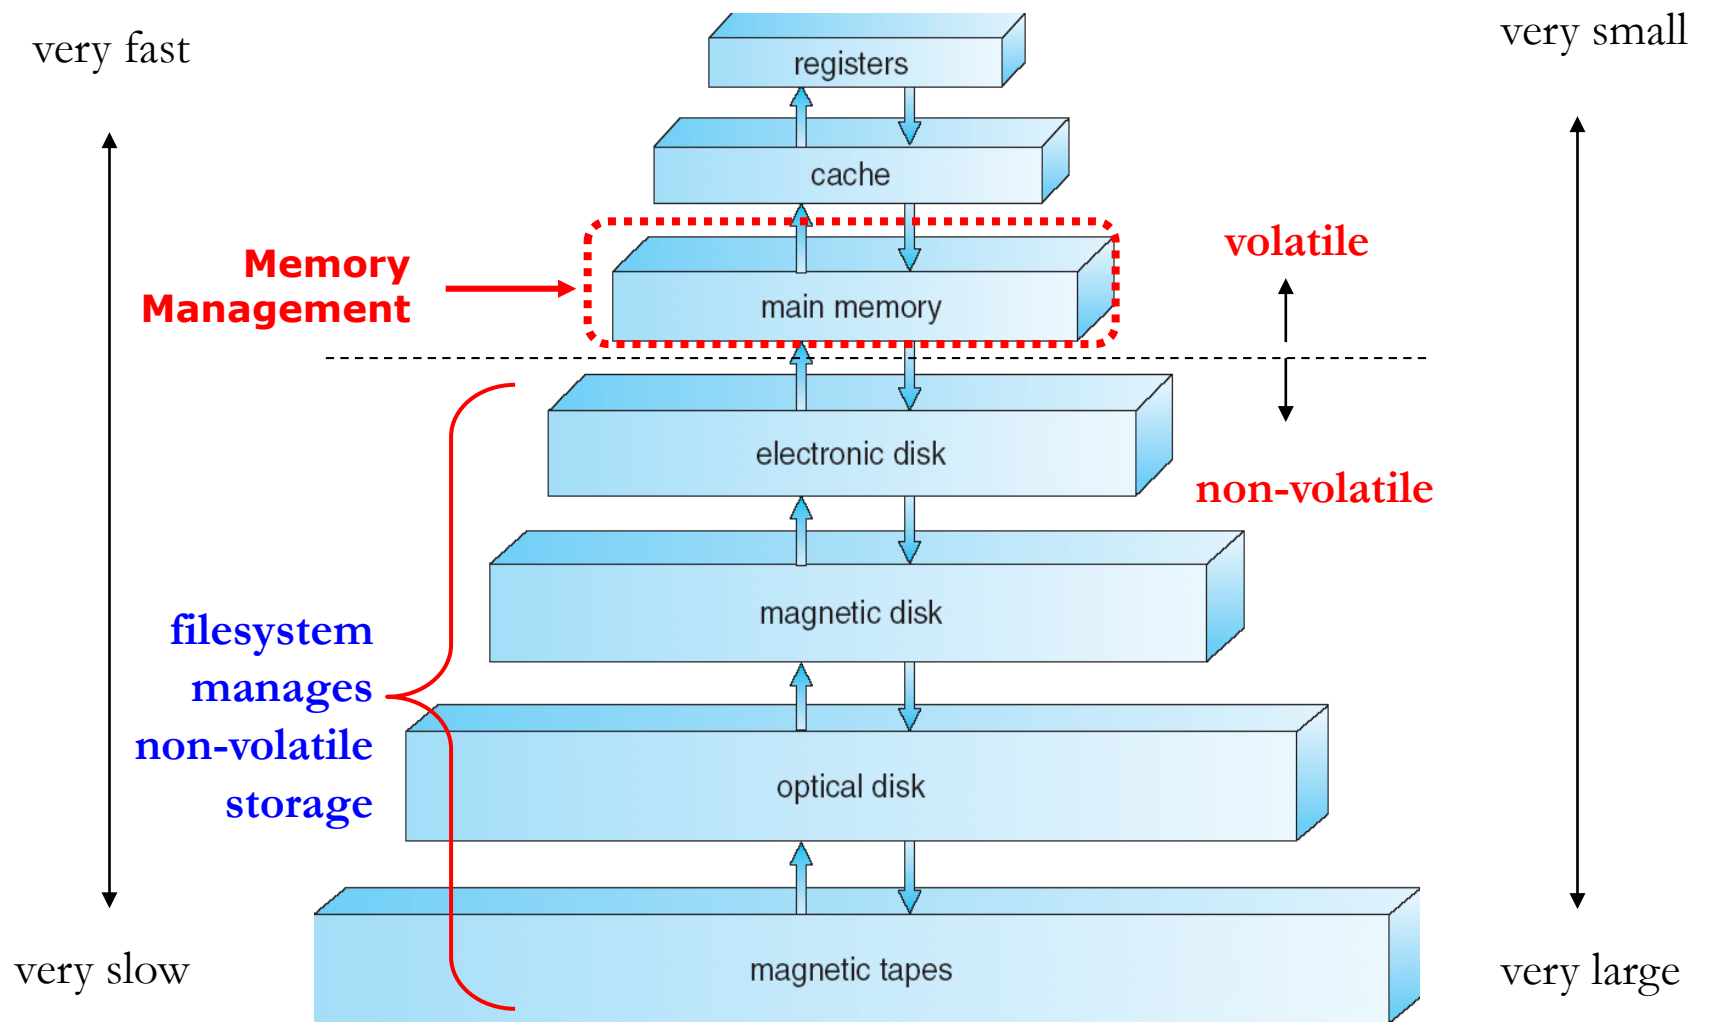 very fast
very small
registers
cache
Memory
Management
main memory
volatile
electronic disk
non-volatile
magnetic disk
filesystem
manages
non-volatile
storage
optical disk
very slow
magnetic tapes
very large